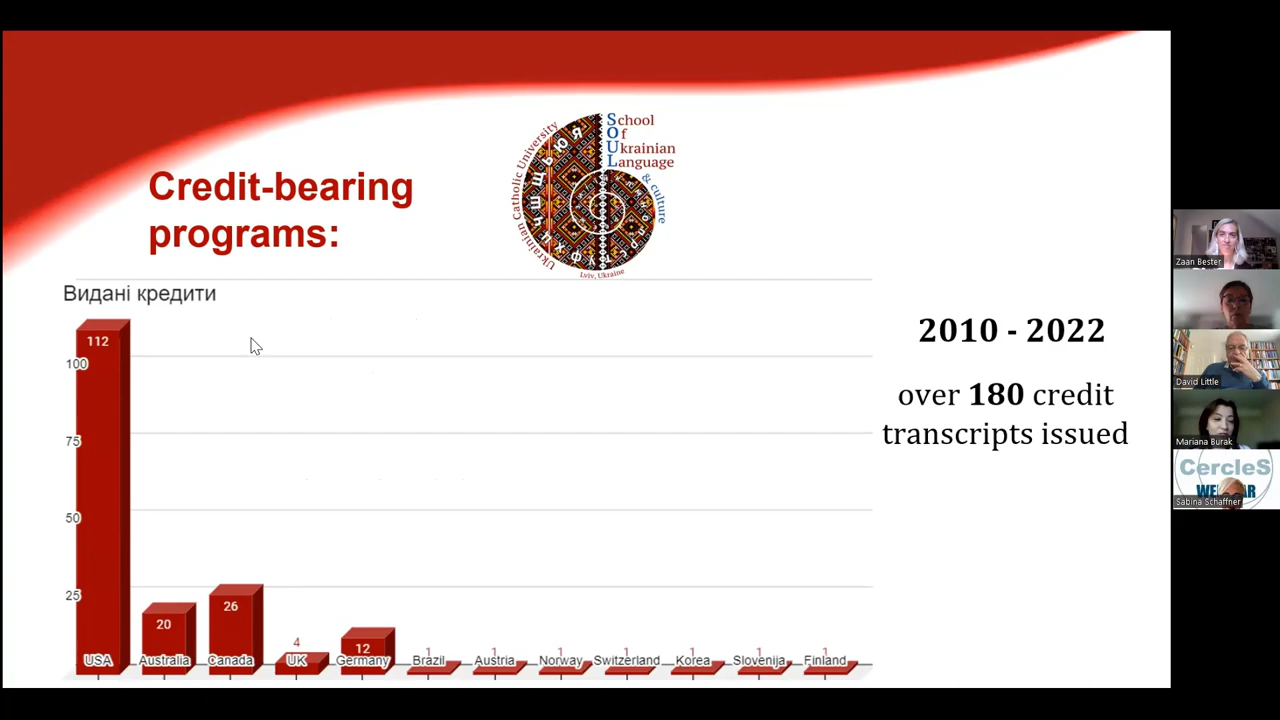 Credit-bearing
programs:
Ukrainian Catholic University
School
Of
Ukrainian
Language
& culture
Lviv, Ukraine
Видані кредити
112
100
75
50
25
20
26
4
12
1
1
1
1
1
1
1
USA
Australia
Canada
UK
Germany
Brazil
Austria
Norway
Switzerland
Korea
Slovenija
Finland
2010 - 2022
over 180 credit
transcripts issued
Zaan Bester
David Little
Mariana Burak
CercleS
Sabina Schaffner